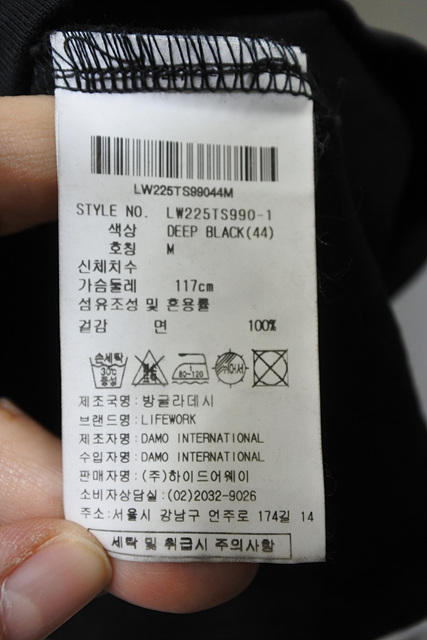 LW225TS99044M
STYLE NO. LW225TS990-1
색상 DEEP BLACK(44)
호칭 M
신체치수
가슴둘레 117cm
섬유조성 및 혼용률
겉감 면 100%
손세탁
30℃
중성
80-120
뉘어서
제조국명:방글라데시
브랜드명:LIFEWORK
제조자명:DAMO INTERNATIONAL
수입자명:DAMO INTERNATIONAL
판매자명:(주)하이드어웨이
소비자상담실:(02)2032-9026
주소:서울시 강남구 언주로 174길 14
세탁 및 취급시 주의사항